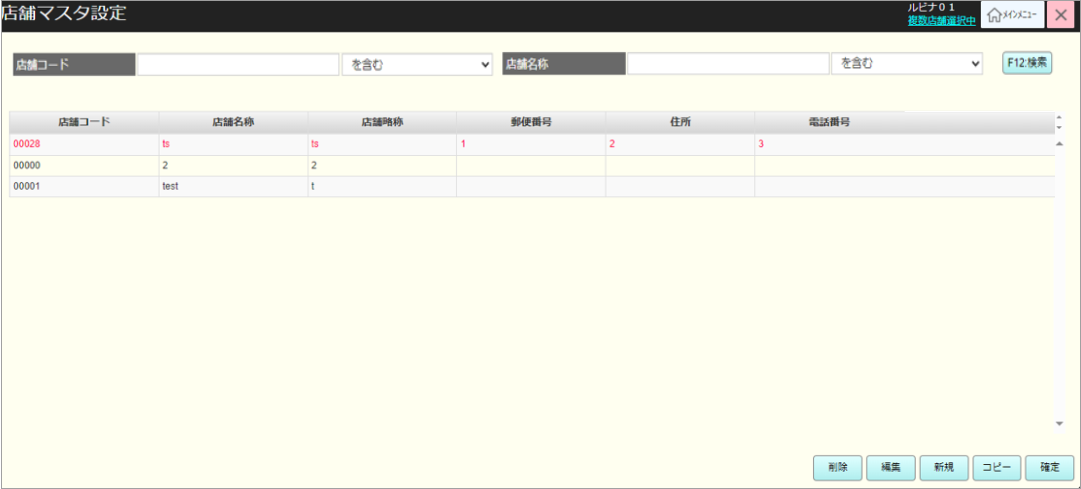 店舗マスタ設定
ルビナ０１
複数店舗選択中
メインメニュー
店舗コード を含む 店舗名称 を含む F12:検索
店舗コード 店舗名称 店舗略称 郵便番号 住所 電話番号
00028 ts ts 1 2 3
00000 2 2
00001 test t
削除 編集 新規 コピー 確定